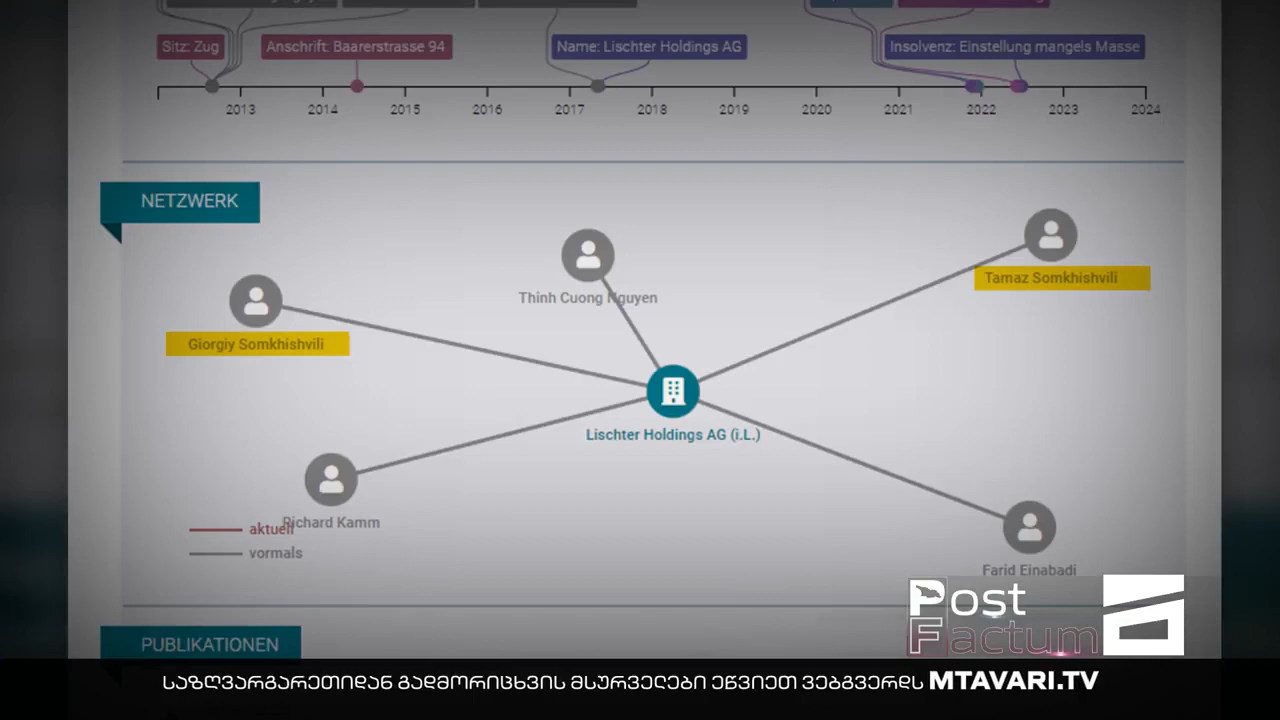 Sitz: Zug
Anschrift: Baarerstrasse 94
Name: Lischter Holdings AG
Insolvenz: Einstellung mangels Masse
2013 2014 2015 2016 2017 2018 2019 2020 2021 2022 2023 2024
NETZWERK
Thinh Cuong Nguyen
Tamaz Somkhishvili
Giorgiy Somkhishvili
Lischter Holdings AG (i.L.)
Richard Kamm
aktuell
vormals
Farid Einabadi
Post
Factum
PUBLIKATIONEN
საზღვარგარეთიდან გადმორიცხვის მსურველები ეწვიეთ ვებგვერდს MTAVARI.TV